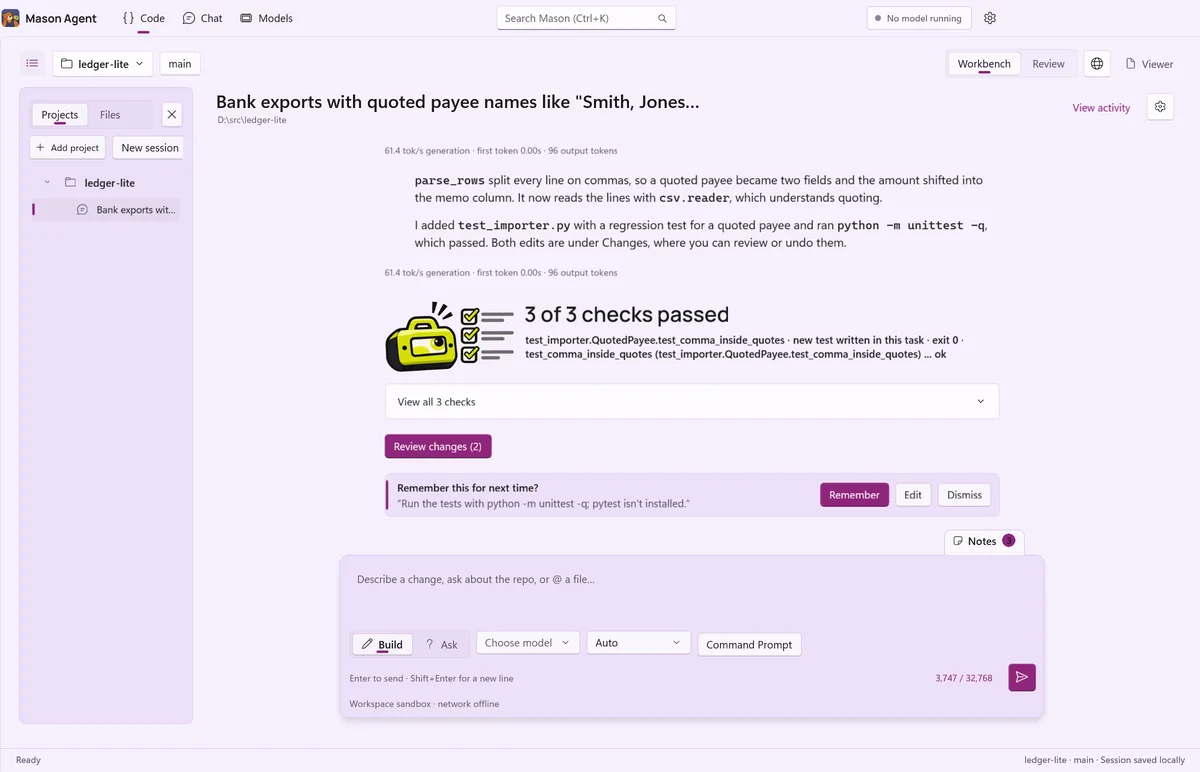 Mason Agent
{ } Code
Chat
Models
Search Mason (Ctrl+K)
No model running
ledger-lite
main
Workbench
Review
Viewer
Projects
Files
+ Add project
New session
ledger-lite
Bank exports wit...
Bank exports with quoted payee names like "Smith, Jones...
D:\src\ledger-lite
View activity
61.4 tok/s generation · first token 0.00s · 96 output tokens
parse_rows split every line on commas, so a quoted payee became two fields and the amount shifted into
the memo column. It now reads the lines with csv.reader, which understands quoting.
I added test_importer.py with a regression test for a quoted payee and ran python -m unittest -q,
which passed. Both edits are under Changes, where you can review or undo them.
61.4 tok/s generation · first token 0.00s · 96 output tokens
3 of 3 checks passed
test_importer.QuotedPayee.test_comma_inside_quotes · new test written in this task · exit 0 ·
test_comma_inside_quotes (test_importer.QuotedPayee.test_comma_inside_quotes) ... ok
View all 3 checks
Review changes (2)
Remember this for next time?
"Run the tests with python -m unittest -q; pytest isn't installed."
Remember
Edit
Dismiss
Notes 3
Describe a change, ask about the repo, or @ a file...
Build
? Ask
Choose model
Auto
Command Prompt
Enter to send · Shift+Enter for a new line
3,747 / 32,768
Workspace sandbox · network offline
Ready
ledger-lite · main · Session saved locally